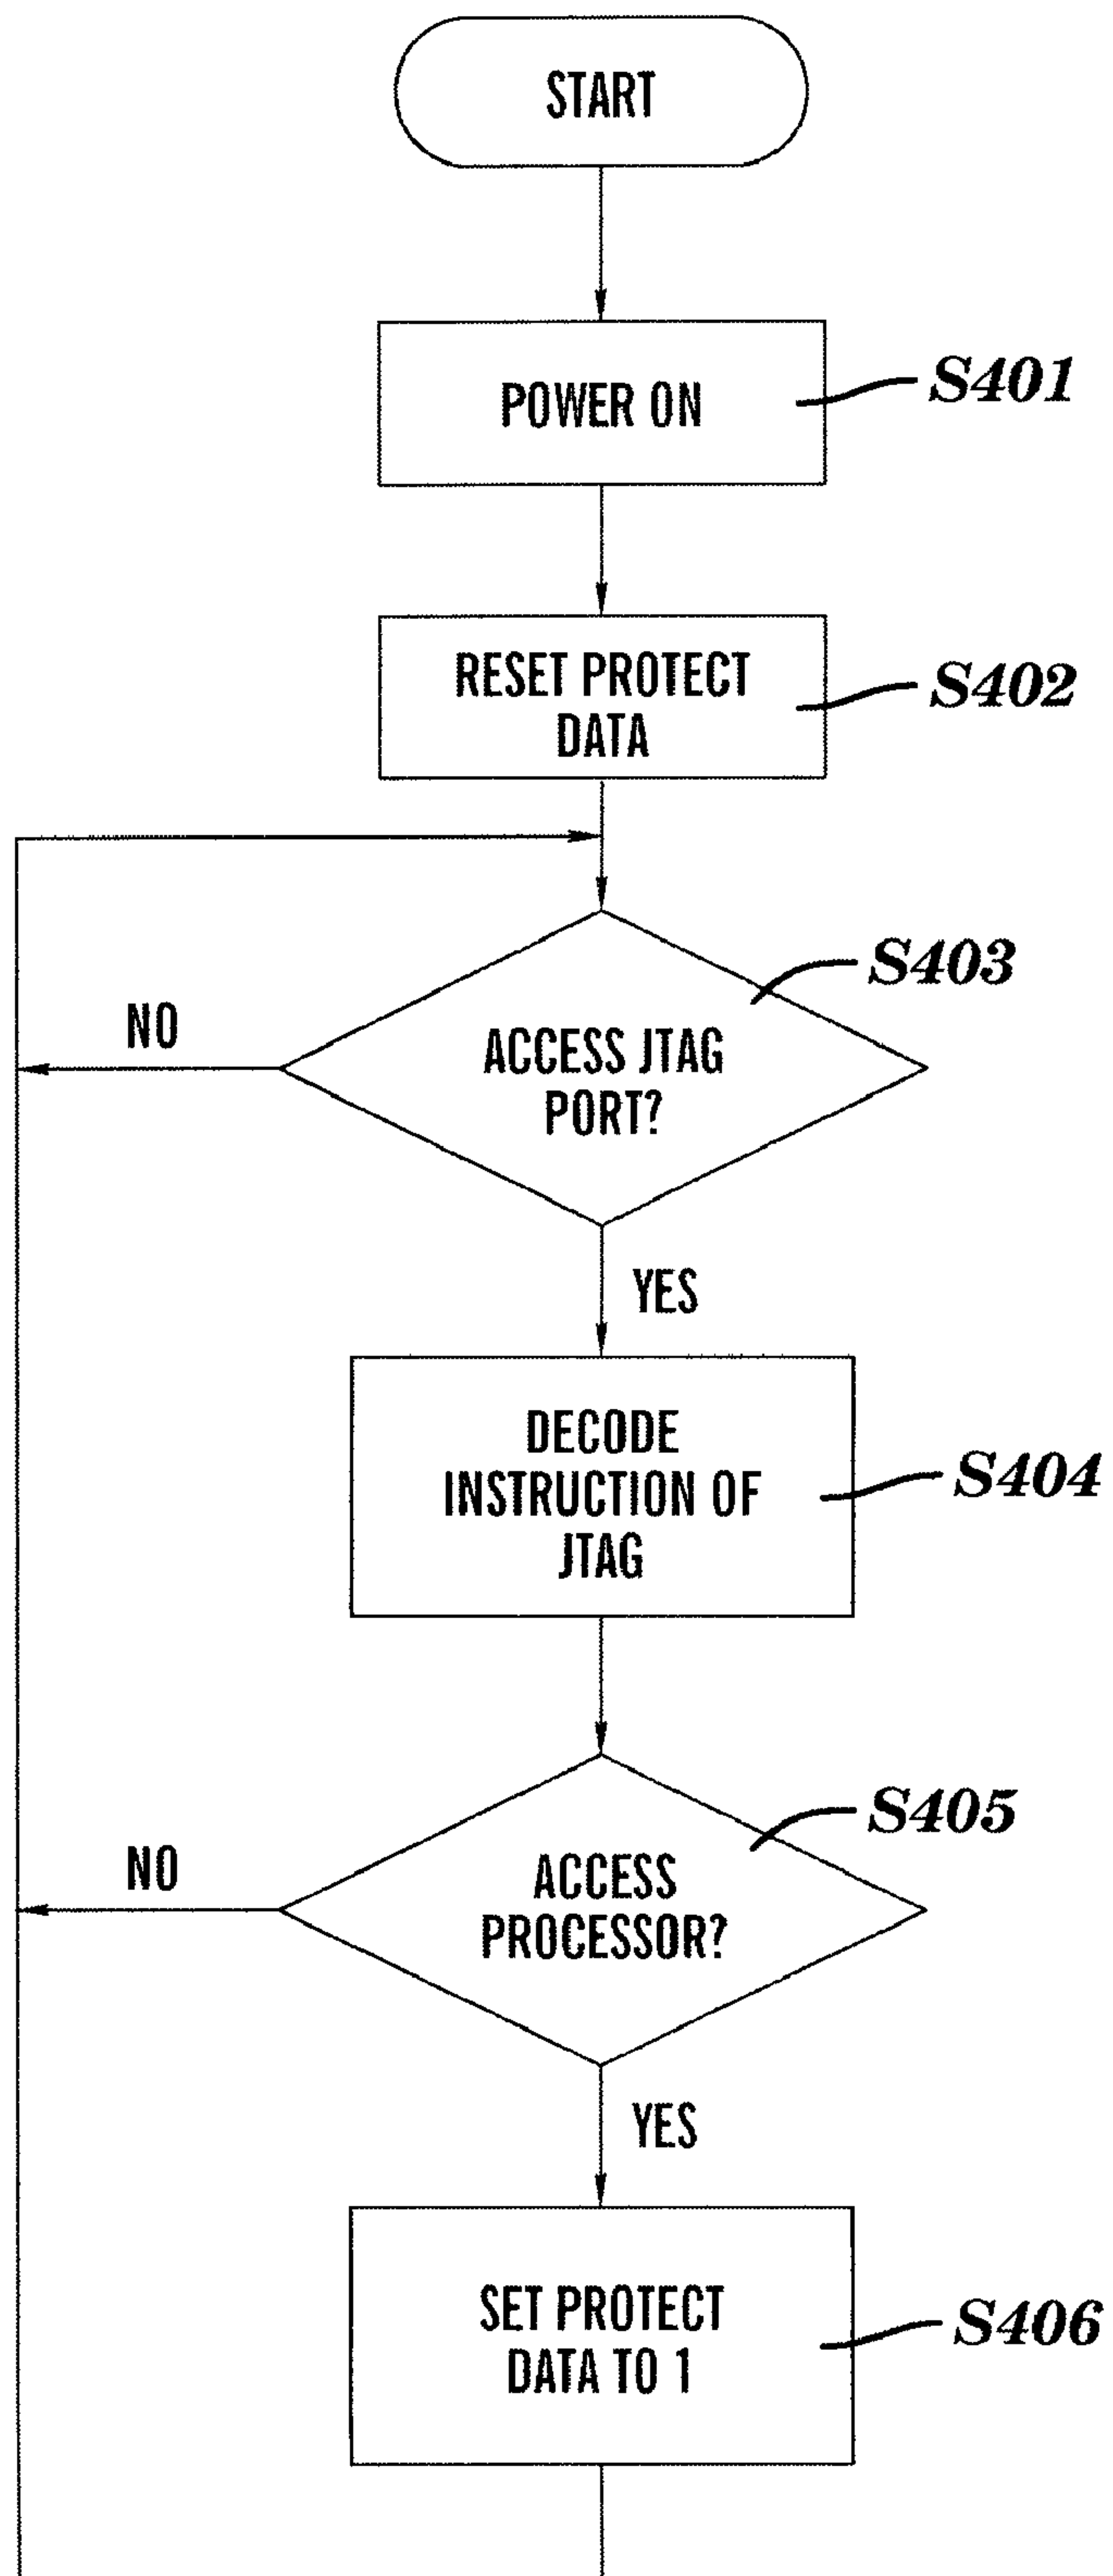 START
POWER ON
S401
RESET PROTECT
DATA
S402
S403
NO
ACCESS JTAG
PORT?
YES
DECODE
INSTRUCTION OF
JTAG
S404
S405
NO
ACCESS
PROCESSOR?
YES
SET PROTECT
DATA TO 1
S406